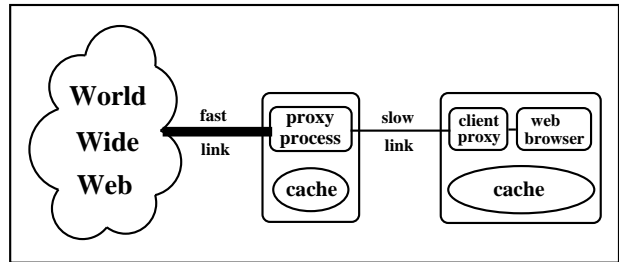 World
Wide
Web
fast
link
proxy
process
cache
slow
link
client
proxy
web
browser
cache